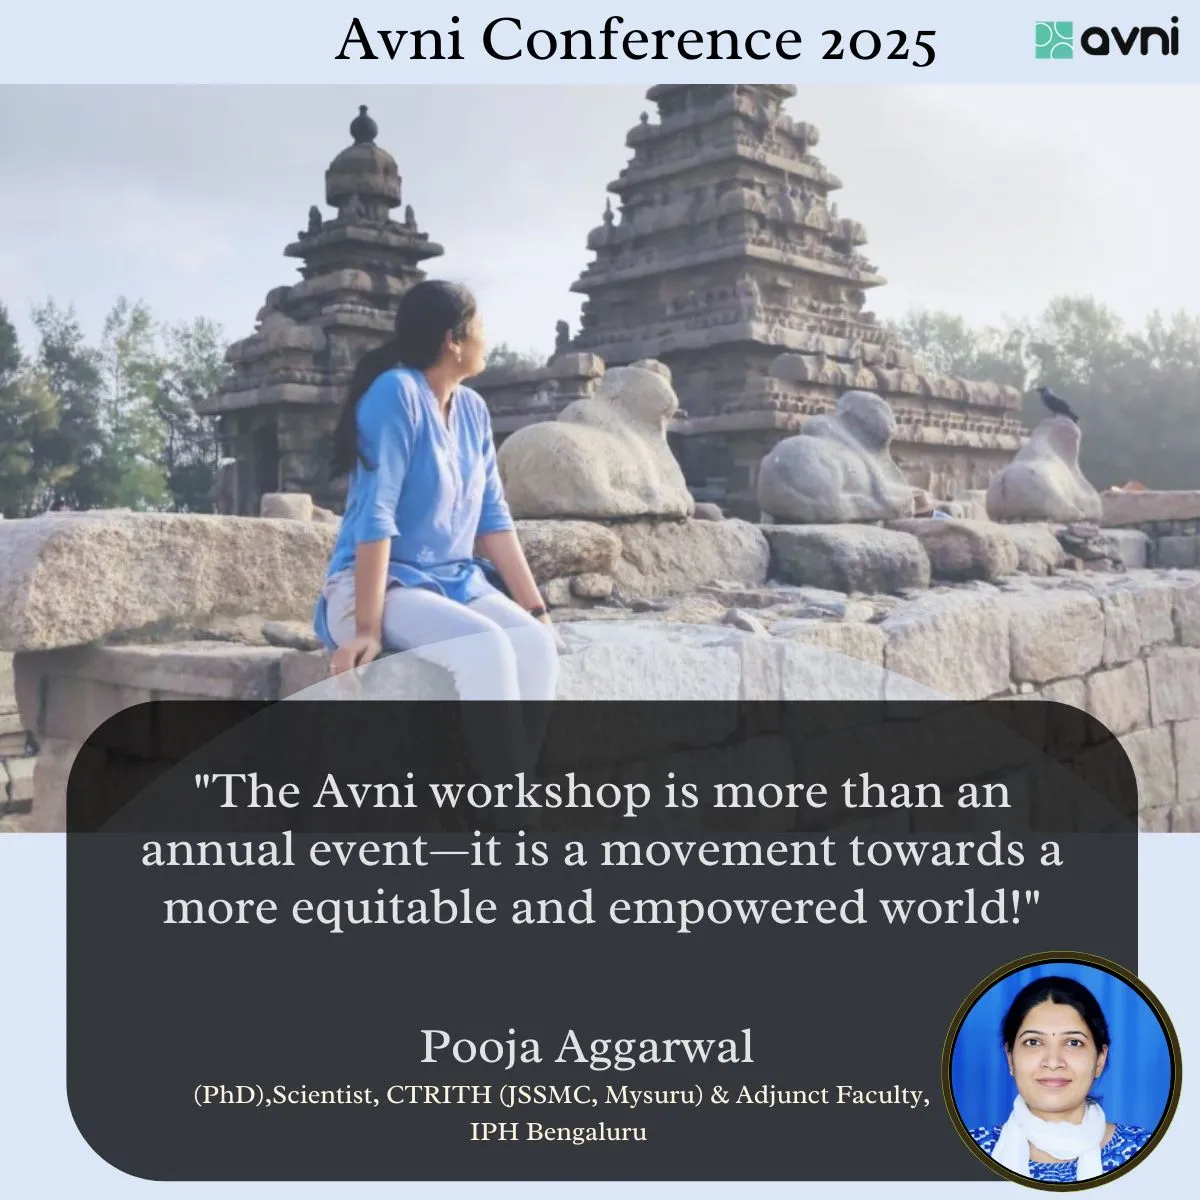 Avni Conference 2025
avni
"The Avni workshop is more than an
annual event—it is a movement towards a
more equitable and empowered world!"
Pooja Aggarwal
(PhD),Scientist, CTRITH (JSSMC, Mysuru) & Adjunct Faculty,
IPH Bengaluru